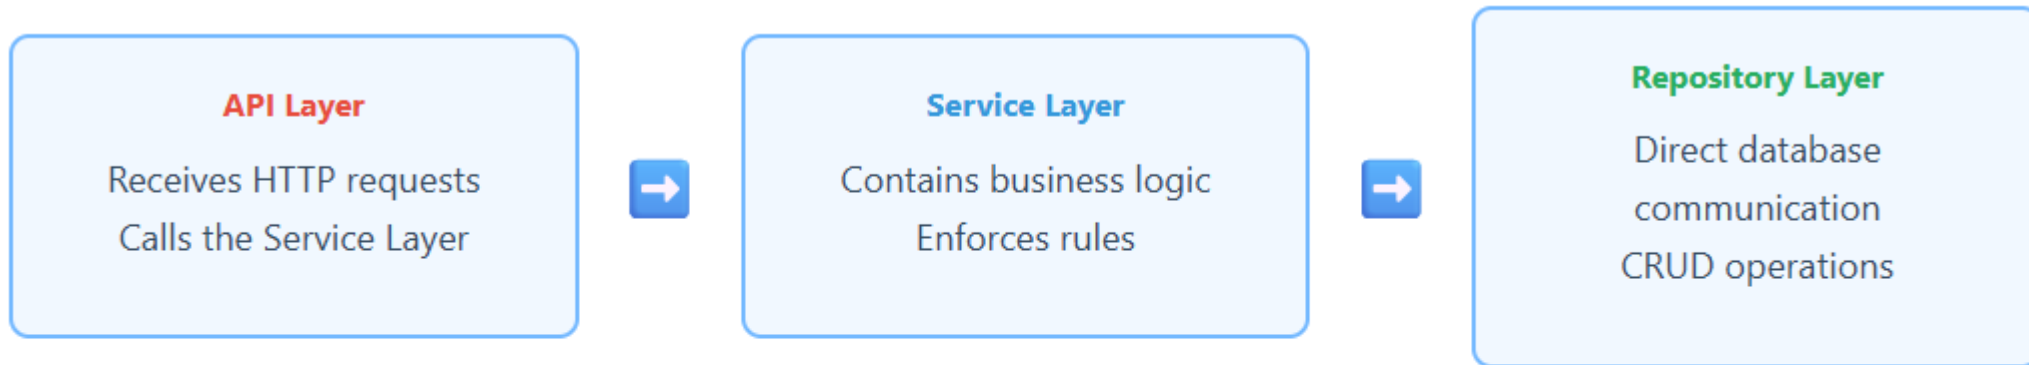 API Layer
Receives HTTP requests
Calls the Service Layer
Service Layer
Contains business logic
Enforces rules
Repository Layer
Direct database
communication
CRUD operations